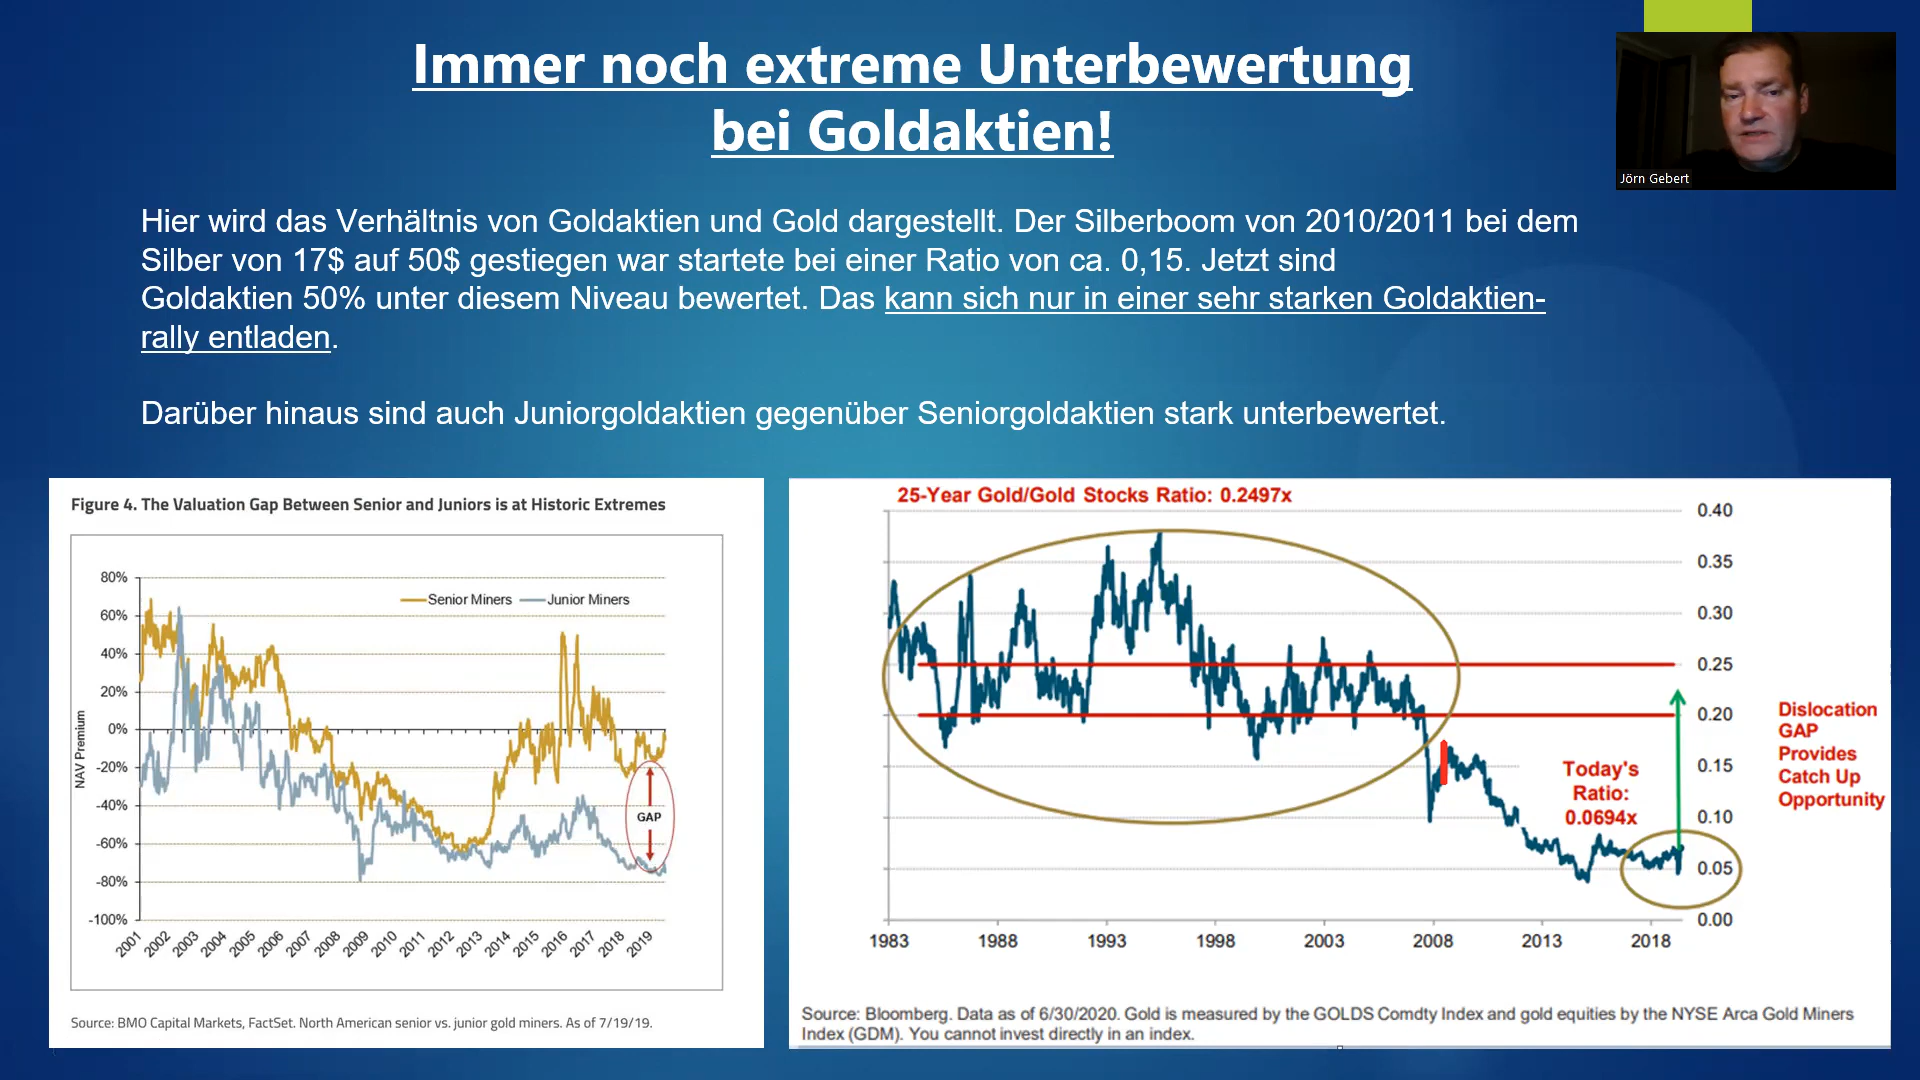 Immer noch extreme Unterbewertung
bei Goldaktien!
Jörn Gebert
Hier wird das Verhältnis von Goldaktien und Gold dargestellt. Der Silberboom von 2010/2011 bei dem
Silber von 17$ auf 50$ gestiegen war startete bei einer Ratio von ca. 0,15. Jetzt sind
Goldaktien 50% unter diesem Niveau bewertet. Das kann sich nur in einer sehr starken Goldaktien-
rally entladen.
Darüber hinaus sind auch Juniorgoldaktien gegenüber Seniorgoldaktien stark unterbewertet.
Figure 4. The Valuation Gap Between Senior and Juniors is at Historic Extremes
Senior Miners
Junior Miners
NAV Premium
80%
60%
40%
20%
0%
-20%
-40%
-60%
-80%
-100%
GAP
2001
2002
2003
2004
2005
2006
2007
2008
2009
2010
2011
2012
2013
2014
2015
2016
2017
2018
2019
Source: BMO Capital Markets, FactSet. North American senior vs. junior gold miners. As of 7/19/19.
25-Year Gold/Gold Stocks Ratio: 0.2497x
0.40
0.35
0.30
0.25
0.20
0.15
0.10
0.05
0.00
Today's
Ratio:
0.0694x
Dislocation
GAP
Provides
Catch Up
Opportunity
1983
1988
1993
1998
2003
2008
2013
2018
Source: Bloomberg. Data as of 6/30/2020. Gold is measured by the GOLDS Comdty Index and gold equities by the NYSE Arca Gold Miners
Index (GDM). You cannot invest directly in an index.